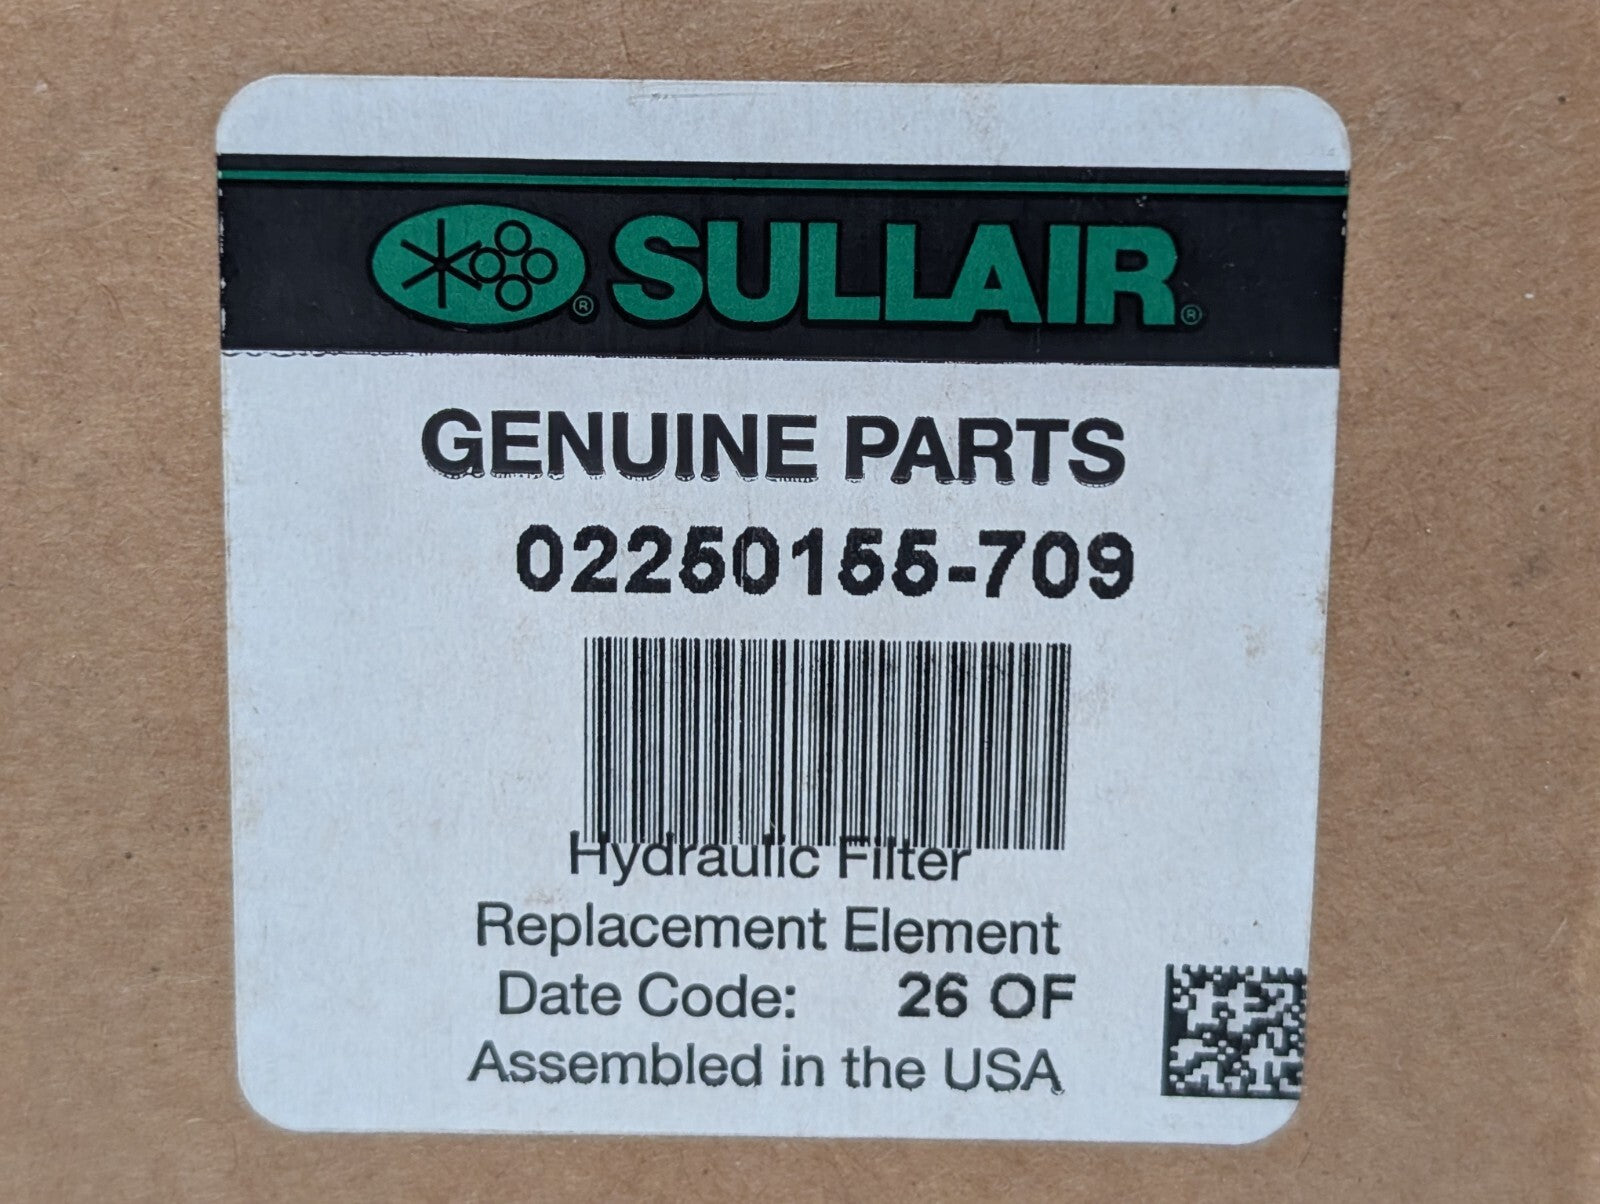 SULLAIR
GENUINE PARTS
02250155-709
Hydraulic Filter
Replacement Element
Date Code: 26 OF
Assembled in the USA